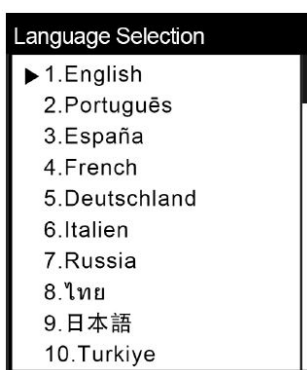 Language Selection
▶1.English
2.Portuguēs
3.España
4.French
5.Deutschland
6.Italien
7.Russia
8.ไทย
9.日本語
10.Turkiye